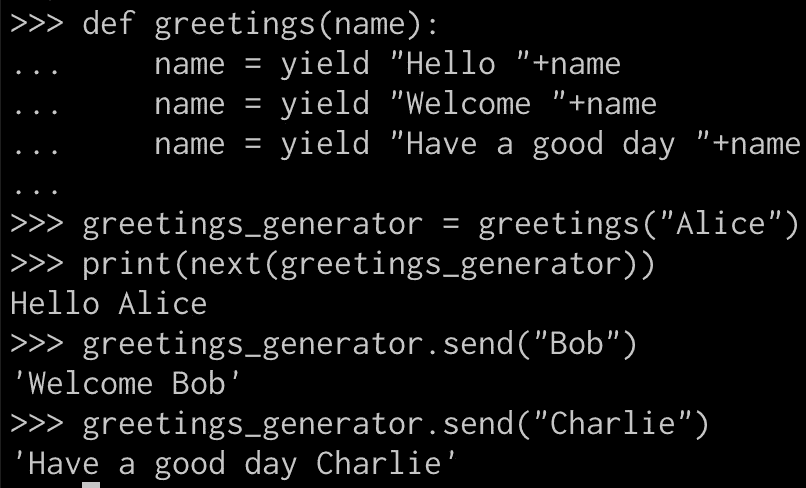 >>> def greetings(name):
...     name = yield "Hello "+name
...     name = yield "Welcome "+name
...     name = yield "Have a good day "+name
...
>>> greetings_generator = greetings("Alice")
>>> print(next(greetings_generator))
Hello Alice
>>> greetings_generator.send("Bob")
'Welcome Bob'
>>> greetings_generator.send("Charlie")
'Have a good day Charlie'